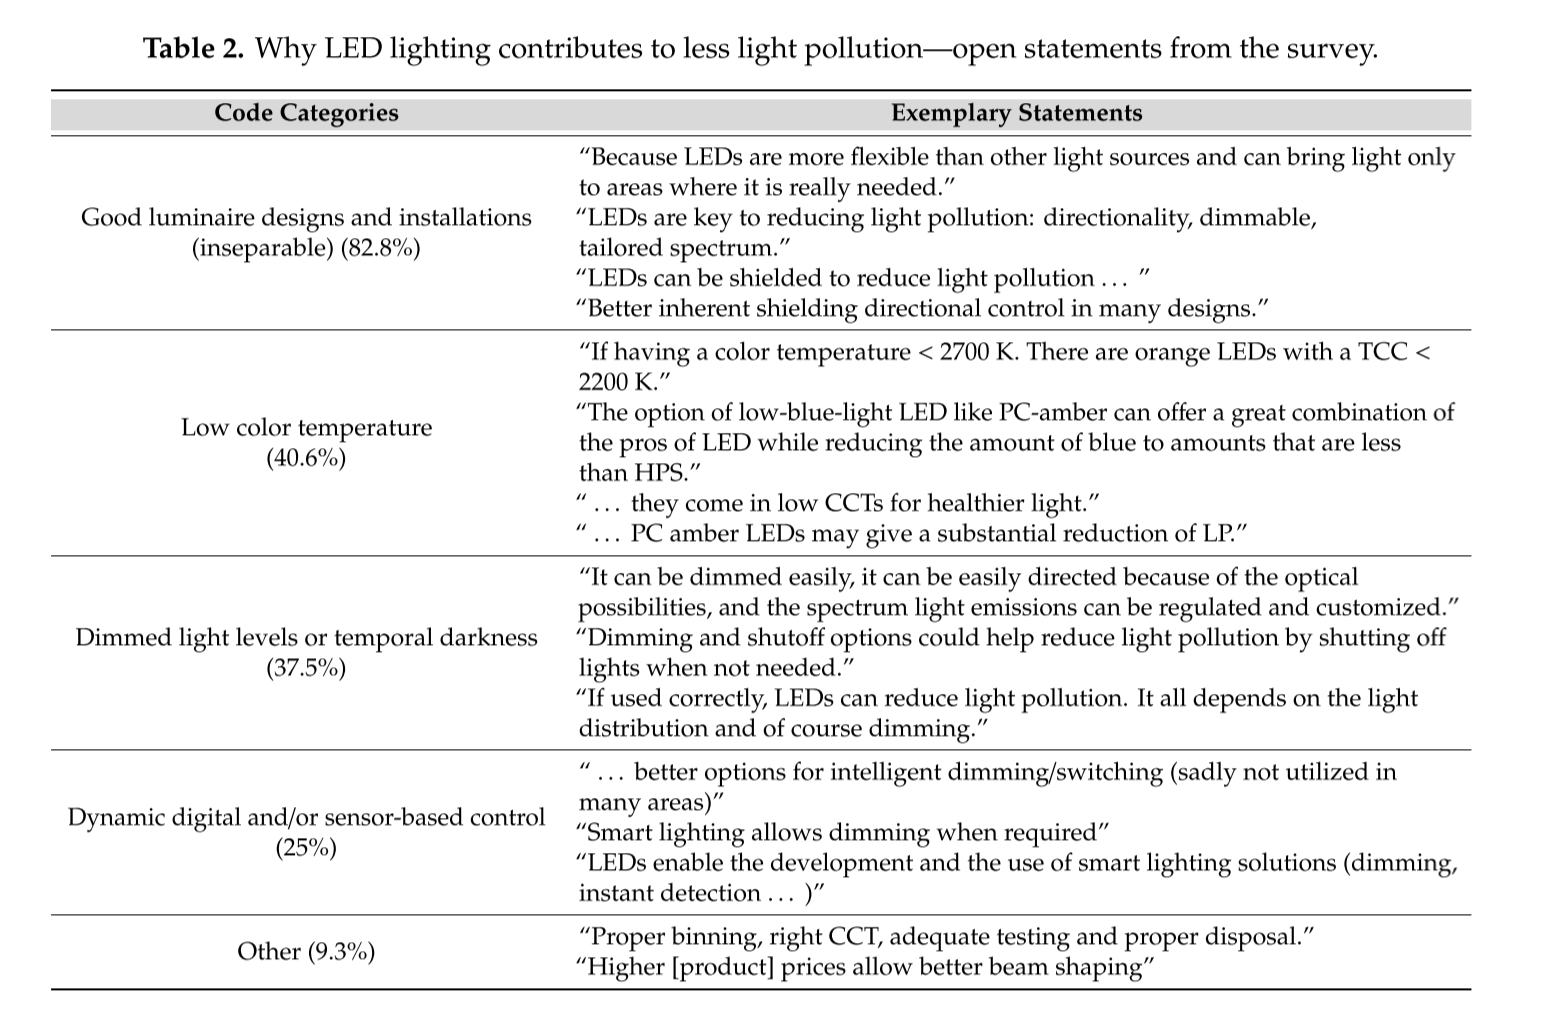 Table 2. Why LED lighting contributes to less light pollution—open statements from the survey.
Code Categories
Exemplary Statements
Good luminaire designs and installations
(inseparable) (82.8%)
“Because LEDs are more flexible than other light sources and can bring light only
to areas where it is really needed.”
“LEDs are key to reducing light pollution: directionality, dimmable,
tailored spectrum.”
“LEDs can be shielded to reduce light pollution . . . ”
“Better inherent shielding directional control in many designs.”
Low color temperature
(40.6%)
“If having a color temperature < 2700 K. There are orange LEDs with a TCC <
2200 K.”
“The option of low-blue-light LED like PC-amber can offer a great combination of
the pros of LED while reducing the amount of blue to amounts that are less
than HPS.”
“ . . . they come in low CCTs for healthier light.”
“ . . . PC amber LEDs may give a substantial reduction of LP.”
Dimmed light levels or temporal darkness
(37.5%)
“It can be dimmed easily, it can be easily directed because of the optical
possibilities, and the spectrum light emissions can be regulated and customized.”
“Dimming and shutoff options could help reduce light pollution by shutting off
lights when not needed.”
“If used correctly, LEDs can reduce light pollution. It all depends on the light
distribution and of course dimming.”
Dynamic digital and/or sensor-based control
(25%)
“ . . . better options for intelligent dimming/switching (sadly not utilized in
many areas)”
“Smart lighting allows dimming when required”
“LEDs enable the development and the use of smart lighting solutions (dimming,
instant detection . . . )”
Other (9.3%)
“Proper binning, right CCT, adequate testing and proper disposal.”
“Higher [product] prices allow better beam shaping”